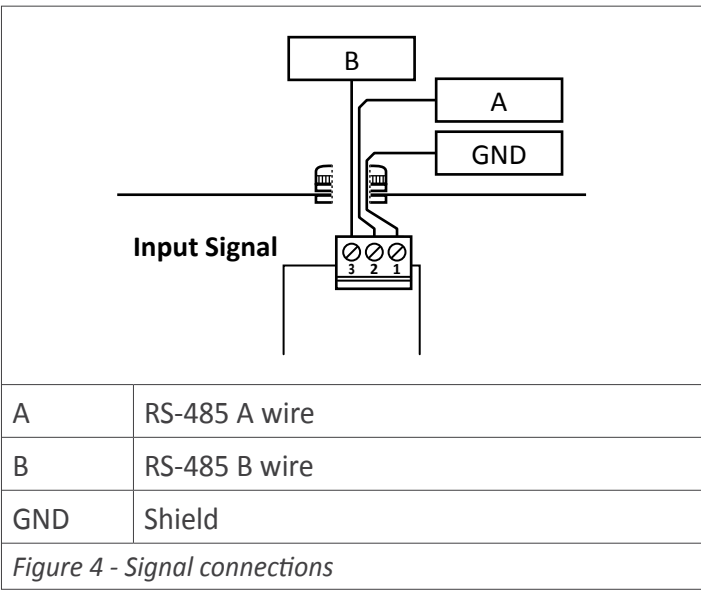 B
A
GND
Input Signal
3 2 1
A RS-485 A wire
B RS-485 B wire
GND Shield
Figure 4 - Signal connections